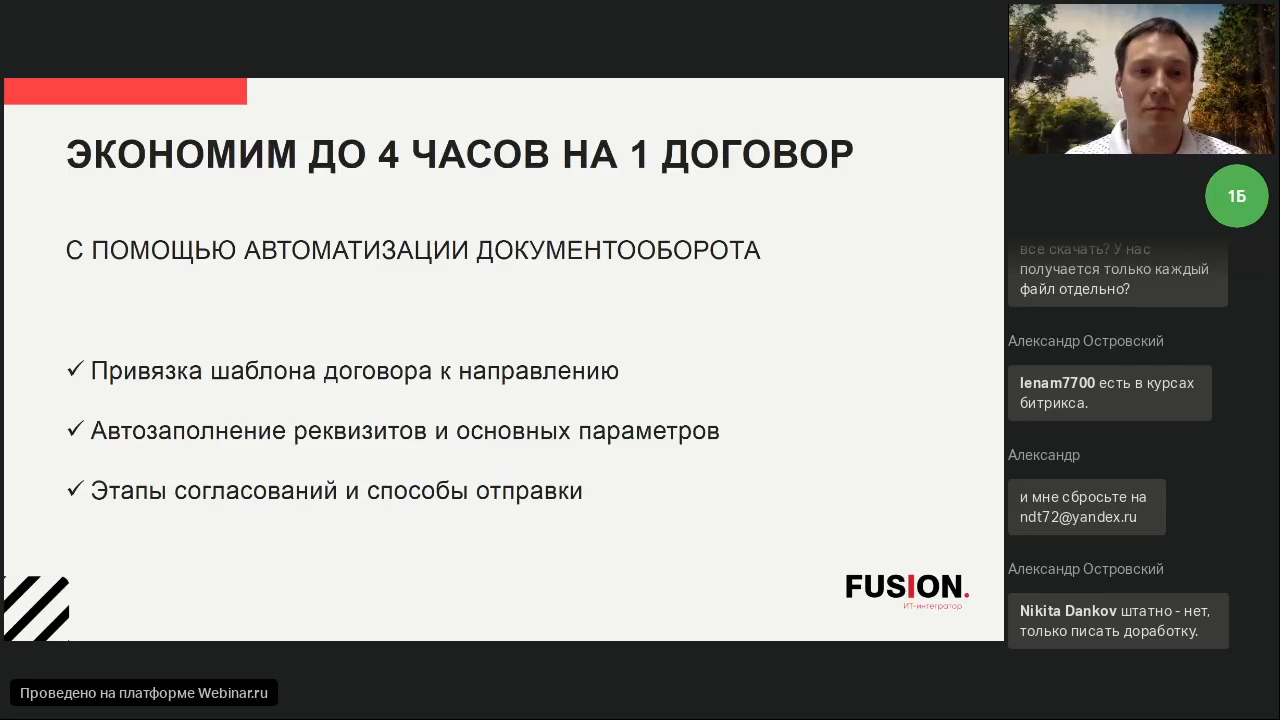 ЭКОНОМИМ ДО 4 ЧАСОВ НА 1 ДОГОВОР
С ПОМОЩЬЮ АВТОМАТИЗАЦИИ ДОКУМЕНТООБОРОТА
✓ Привязка шаблона договора к направлению
✓ Автозаполнение реквизитов и основных параметров
✓ Этапы согласований и способы отправки
FUSION.
ИТ-интегратор
Проведено на платформе Webinar.ru
1Б
все скачать? У нас
получается только каждый
файл отдельно?
Александр Островский
lenam7700 есть в курсах
битрикса.
Александр
и мне сбросьте на
ndt72@yandex.ru
Александр Островский
Nikita Dankov штатно - нет,
только писать доработку.